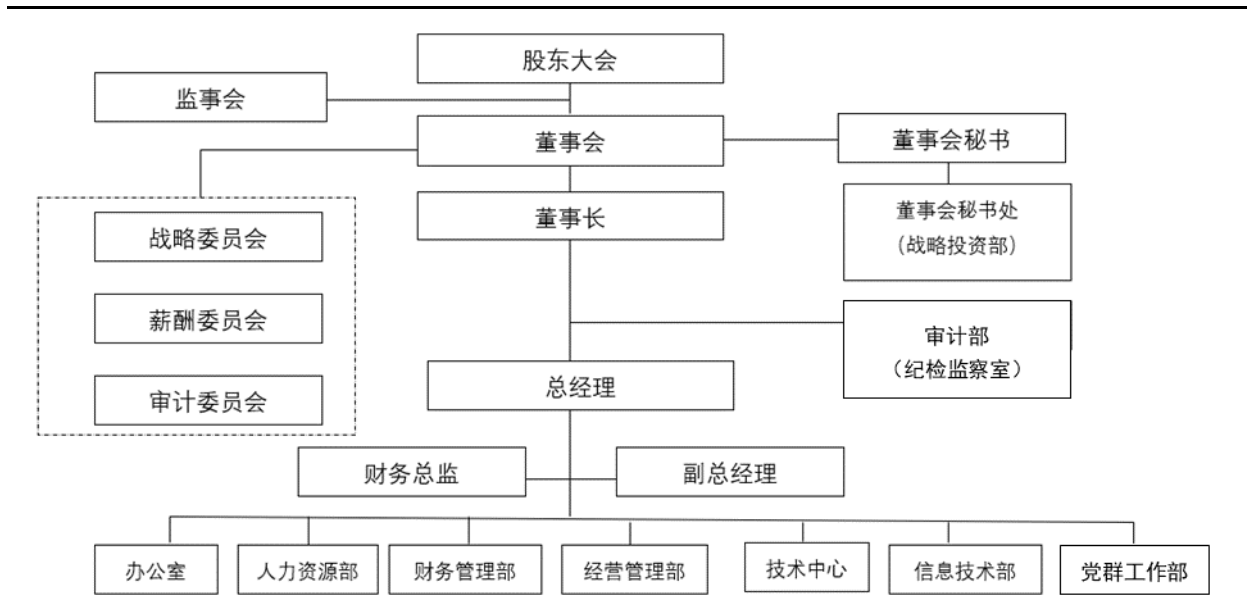 股东大会
监事会
董事会
董事会秘书
董事长
董事会秘书处
（战略投资部）
战略委员会
薪酬委员会
审计委员会
审计部
（纪检监察室）
总经理
财务总监
副总经理
办公室
人力资源部
财务管理部
经营管理部
技术中心
信息技术部
党群工作部